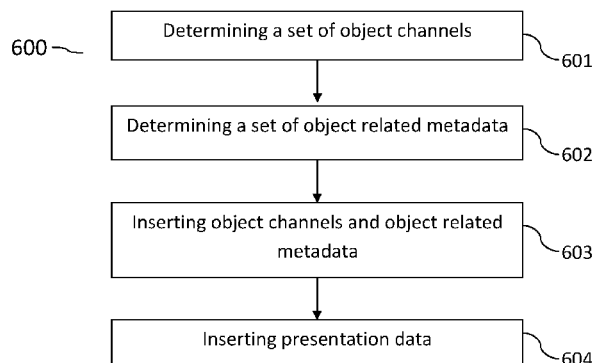 Determining a set of object channels
600
601
Determining a set of object related metadata
602
Inserting object channels and object related
metadata
603
Inserting presentation data
604